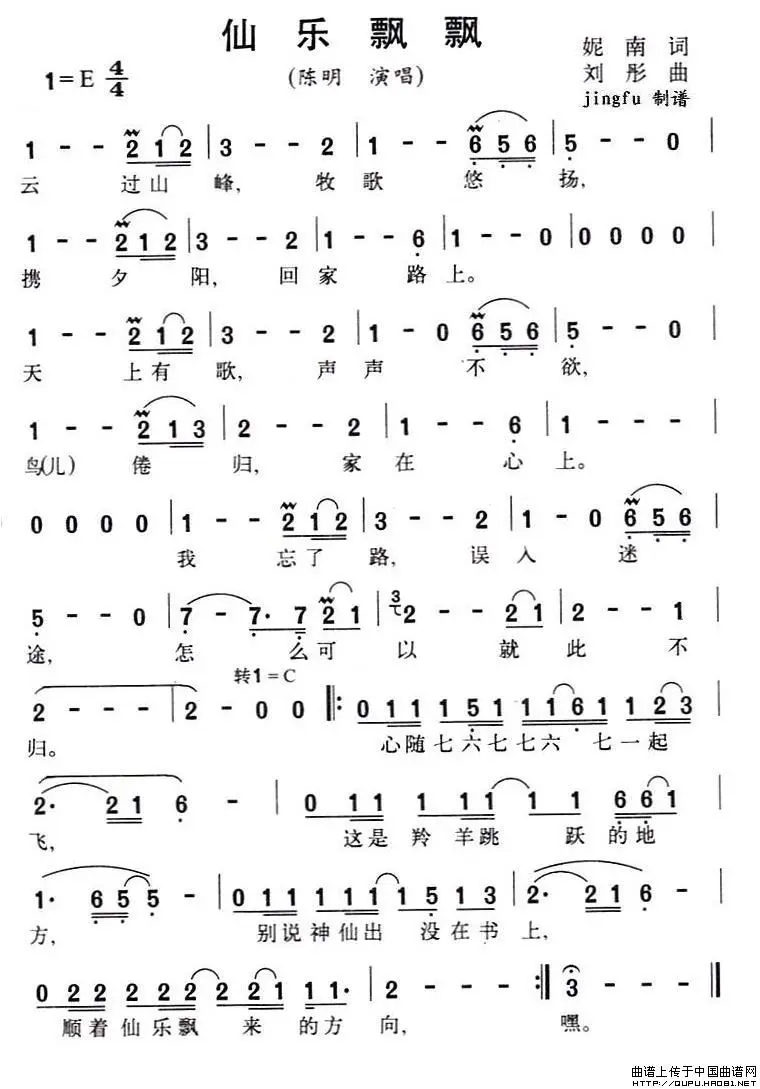 仙乐飘飘
妮南词
1=E 4/4 (陈明 演唱) 刘彤曲
jingfu 制谱
1 - - 2 1 2 | 3 - - 2 | 1 - - 6 5 6 | 5 - - 0 |
云 过山 峰, 牧歌 悠 扬,
1 - - 2 1 2 | 3 - - 2 | 1 - - 6 | 1 - - 0 | 0 0 0 0 |
携 夕 阳, 回家 路上。
1 - - 2 1 2 | 3 - - 2 | 1 - 0 6 5 6 | 5 - - 0 |
天 上有 歌, 声声 不 欲,
1 - - 2 1 3 | 2 - - 2 | 1 - - 6 | 1 - - - |
鸟(儿) 倦 归, 家在 心上。
0 0 0 0 | 1 - - 2 1 2 | 3 - - 2 | 1 - 0 6 5 6 |
我 忘了 路, 误入 迷
5 - - 0 | 7 - 7· 7 2 1 | 3 2 - - 2 1 | 2 - - 1 |
途, 怎 么可 以 就此 不
转1=C
2 - - - | 2 - 0 0 |: 0 1 1 1 5 1 1 1 6 1 1 2 3 |
归。 心随七六七七六 七一起
2· 2 1 6 - | 0 1 1 1 1 1 1 1 6 6 1 |
飞, 这是羚羊跳 跃的地
1· 6 5 5 - | 0 1 1 1 1 1 1 1 5 1 3 | 2· 2 1 6 - |
方, 别说神仙出 没在书上,
0 2 2 2 2 2 2 2 2 1 1 1· | 2 - - - :| 3 - - - |
顺着仙乐飘 来 的方向, 嘿。
曲谱上传于中国曲谱网
HTTP://QUPU.HAO81.NET